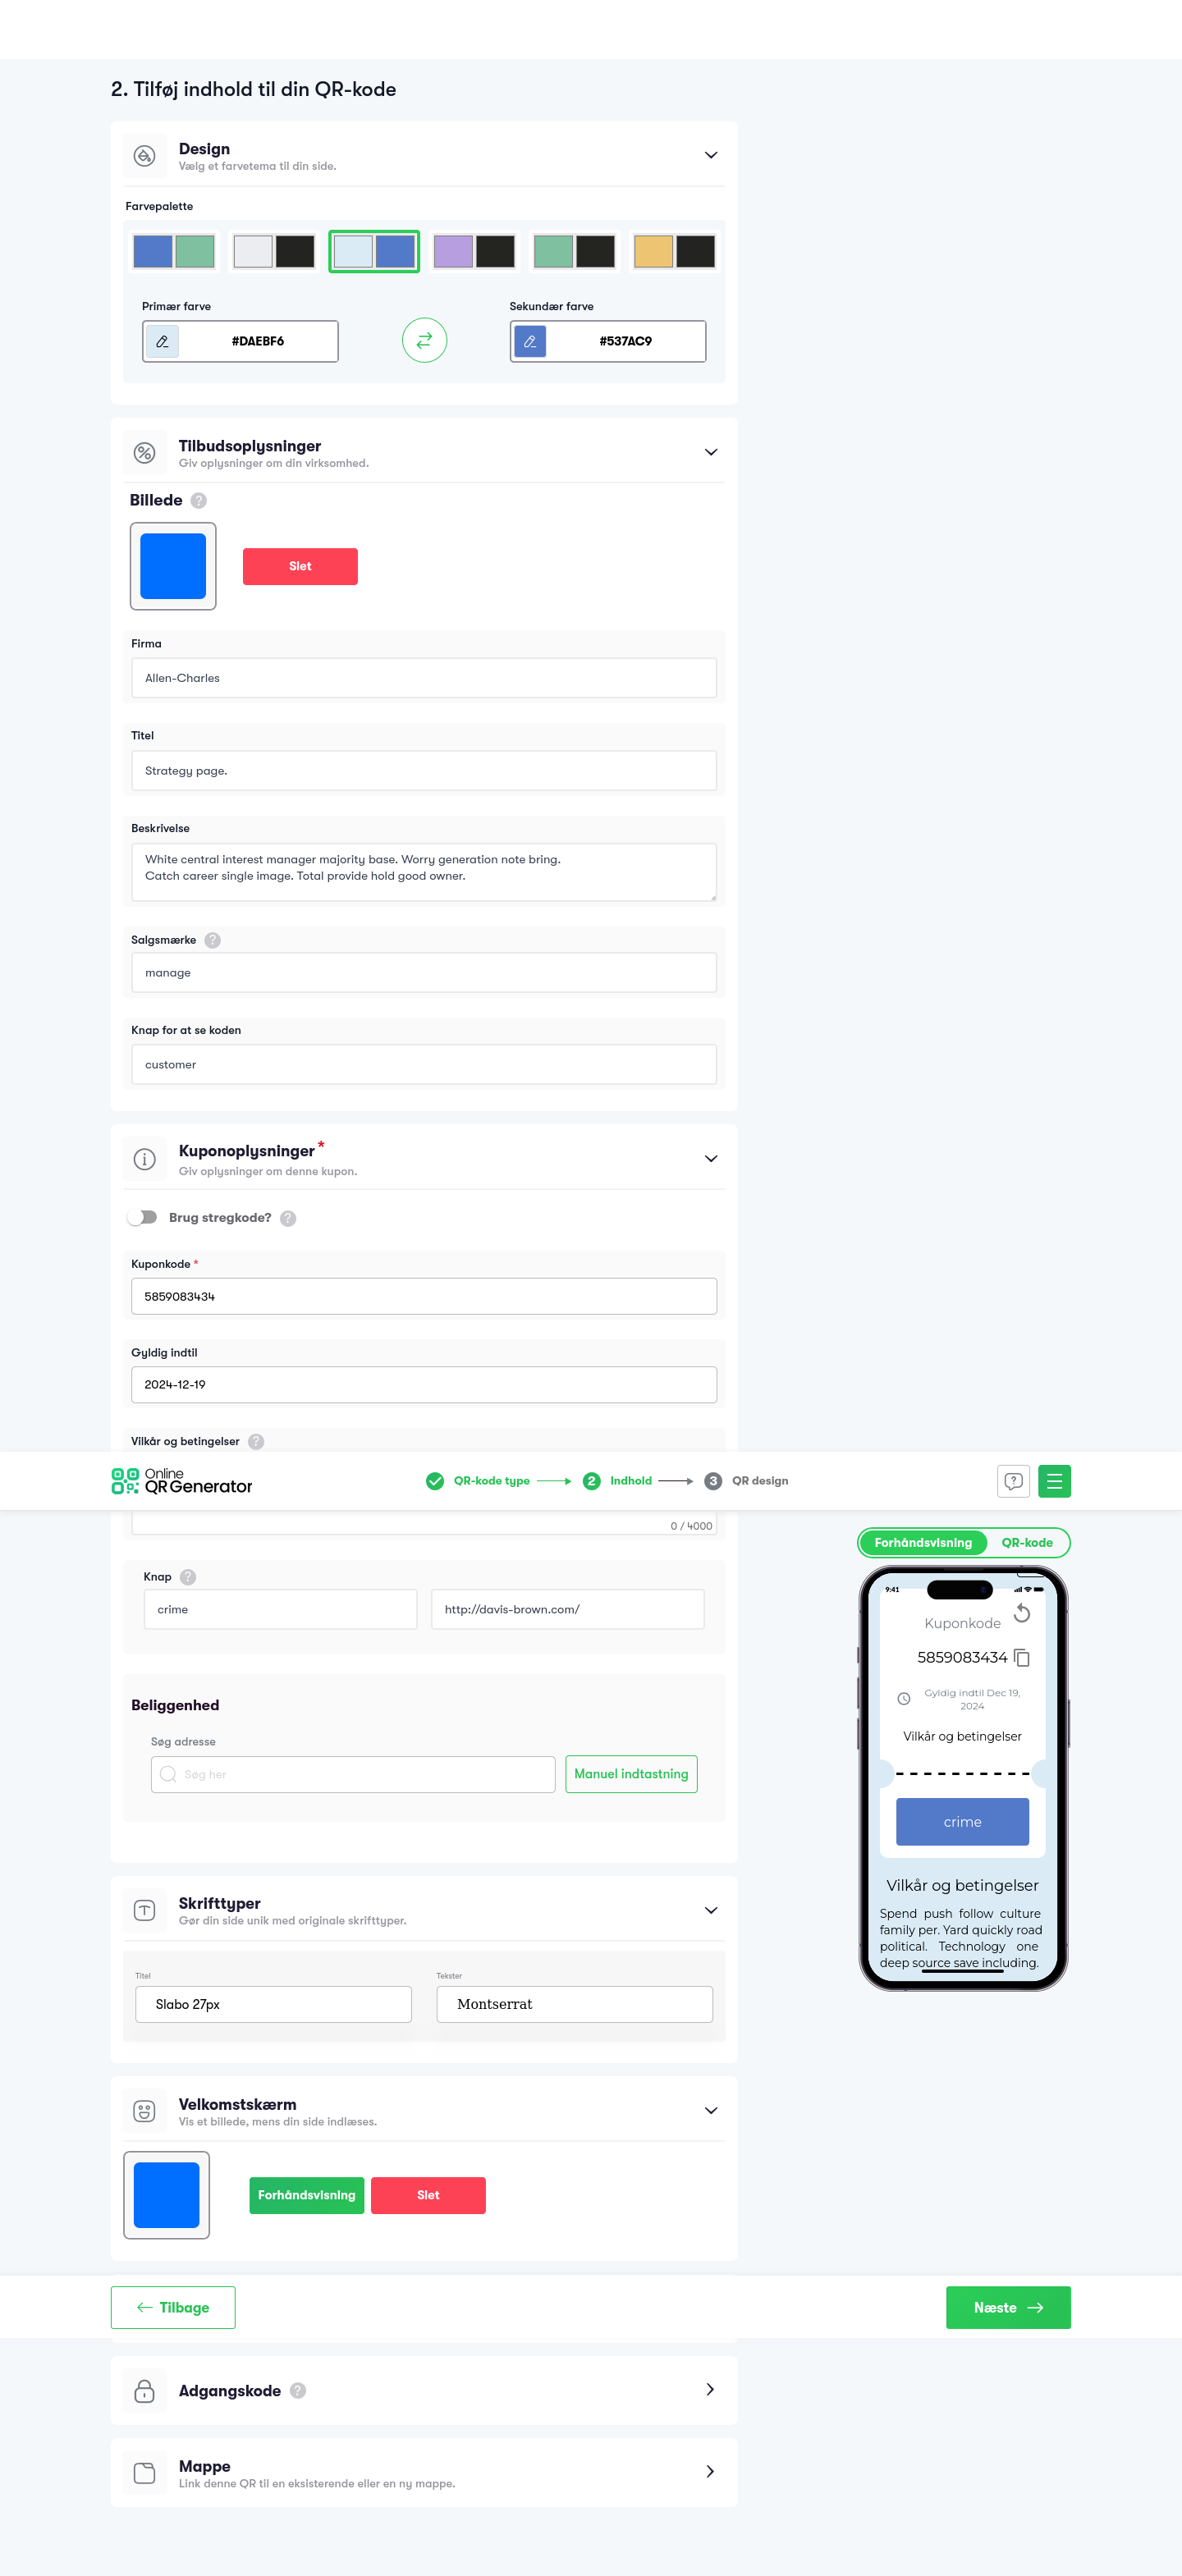 2. Tilføj indhold til din QR-kode
Design
Vælg et farvetema til din side.
Farvepalette
Primær farve
Sekundær farve
#DAEBF6
#537AC9
Tilbudsoplysninger
Giv oplysninger om din virksomhed.
Billede ?
Slet
Firma
Allen-Charles
Titel
Strategy page.
Beskrivelse
White central interest manager majority base. Worry generation note bring.
Catch career single image. Total provide hold good owner.
Salgsmærke ?
manage
Knap for at se koden
customer
Kuponoplysninger *
Giv oplysninger om denne kupon.
Brug stregkode? ?
Kuponkode *
5859083434
Gyldig indtil
2024-12-19
Vilkår og betingelser ?
Online
QR Generator
QR-kode type
2 Indhold
3 QR design
0 / 4000
Knap ?
crime
http://davis-brown.com/
Beliggenhed
Søg adresse
Søg her
Manuel indtastning
Forhåndsvisning
QR-kode
9:41
Kuponkode
5859083434
Gyldig indtil Dec 19,
2024
Vilkår og betingelser
crime
Vilkår og betingelser
Spend push follow culture
family per. Yard quickly road
political. Technology one
deep source save including.
Skrifttyper
Gør din side unik med originale skrifttyper.
Titel
Slabo 27px
Tekster
Montserrat
Velkomstskærm
Vis et billede, mens din side indlæses.
Forhåndsvisning
Slet
Tilbage
Næste
Adgangskode ?
Mappe
Link denne QR til en eksisterende eller en ny mappe.